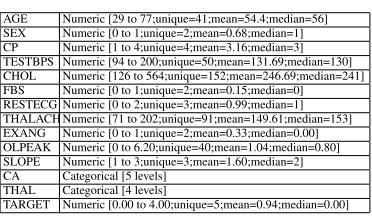 AGE Numeric [29 to 77;unique=41;mean=54.4;median=56]
SEX Numeric [0 to 1;unique=2;mean=0.68;median=1]
CP Numeric [1 to 4;unique=4;mean=3.16;median=3]
TESTBPS Numeric [94 to 200;unique=50;mean=131.69;median=130]
CHOL Numeric [126 to 564;unique=152;mean=246.69;median=241]
FBS Numeric [0 to 1;unique=2;mean=0.15;median=0]
RESTECG Numeric [0 to 2;unique=3;mean=0.99;median=1]
THALACH Numeric [71 to 202;unique=91;mean=149.61;median=153]
EXANG Numeric [0 to 1;unique=2;mean=0.33;median=0.00]
OLPEAK Numeric [0 to 6.20;unique=40;mean=1.04;median=0.80]
SLOPE Numeric [1 to 3;unique=3;mean=1.60;median=2]
CA Categorical [5 levels]
THAL Categorical [4 levels]
TARGET Numeric [0.00 to 4.00;unique=5;mean=0.94;median=0.00]